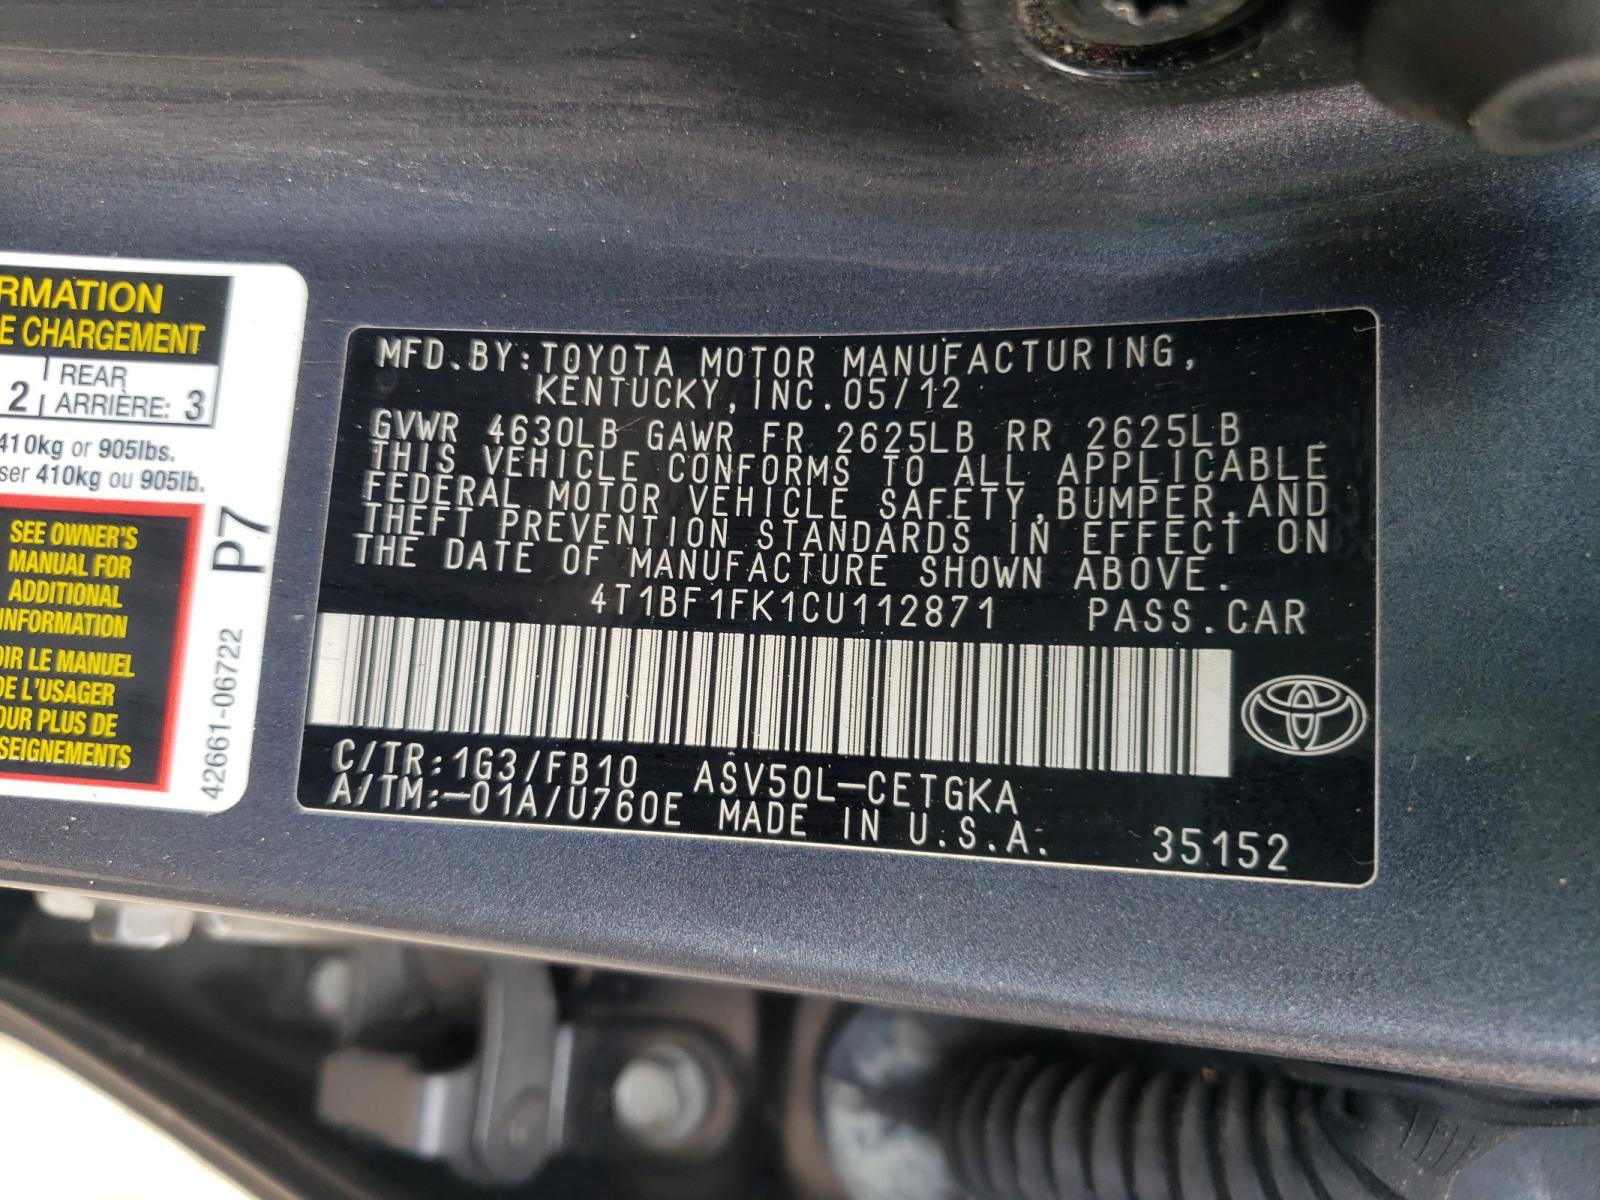 RMATION
E CHARGEMENT
2 REAR
ARRIÈRE: 3
410kg or 905lbs.
ser 410kg ou 905lb.
SEE OWNER'S
MANUAL FOR
ADDITIONAL
INFORMATION
OIR LE MANUEL
DE L'USAGER
OUR PLUS DE
SEIGNEMENTS
P7
42661-06722
MFD.BY:TOYOTA MOTOR MANUFACTURING,
KENTUCKY,INC.05/12
GVWR 4630LB GAWR FR 2625LB RR 2625LB
THIS VEHICLE CONFORMS TO ALL APPLICABLE
FEDERAL MOTOR VEHICLE SAFETY,BUMPER,AND
THEFT PREVENTION STANDARDS IN EFFECT ON
THE DATE OF MANUFACTURE SHOWN ABOVE.
4T1BF1FK1CU112871 PASS.CAR
C/TR:1G3/FB10 ASV50L-CETGKA
A/TM:-01A/U760E MADE IN U.S.A. 35152